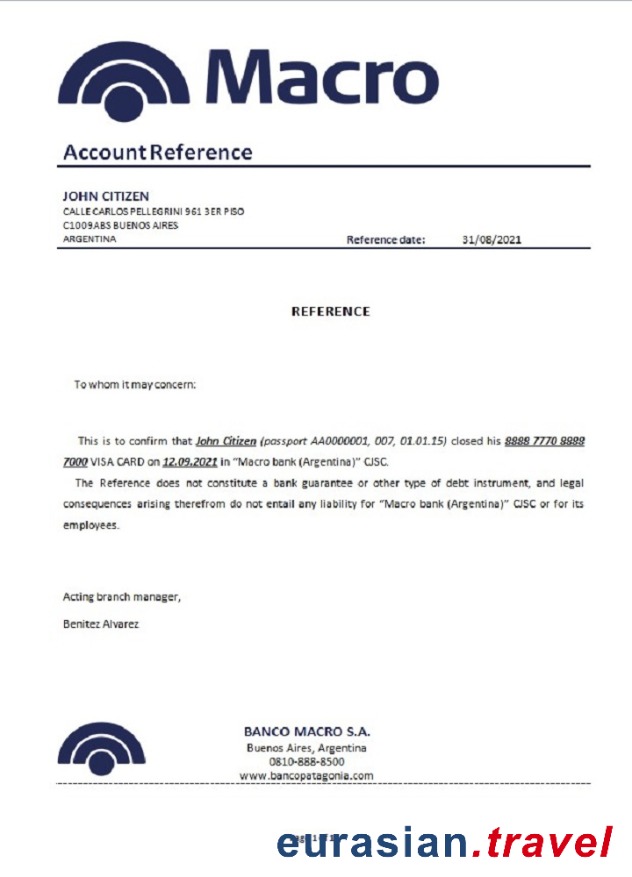 Macro
Account Reference
JOHN CITIZEN
CALLE CARLOS PELLEGRINI 961 3ER PISO
C1009ABS BUENOS AIRES
ARGENTINA
Reference date: 31/08/2021
REFERENCE
To whom it may concern:
This is to confirm that John Citizen (passport AA0000001, 007, 01.01.15) closed his 8888 7770 8888
7000 VISA CARD on 12.09.2021 in “Macro bank (Argentina)” CJSC.
The Reference does not constitute a bank guarantee or other type of debt instrument, and legal
consequences arising therefrom do not entail any liability for “Macro bank (Argentina)” CJSC or for its
employees.
Acting branch manager,
Benitez Alvarez
BANCO MACRO S.A.
Buenos Aires, Argentina
0810-888-8500
www.bancopatagonia.com
eurasian.travel